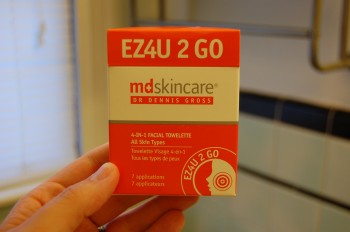 EZ4U 2 GO
mdskincare®
DR DENNIS GROSS
4-IN-1 FACIAL TOWELETTE
All Skin Types
Towelette Visage 4-en-1
Tous les types de peau
7 applications
7 applications
EZ4U 2 GO